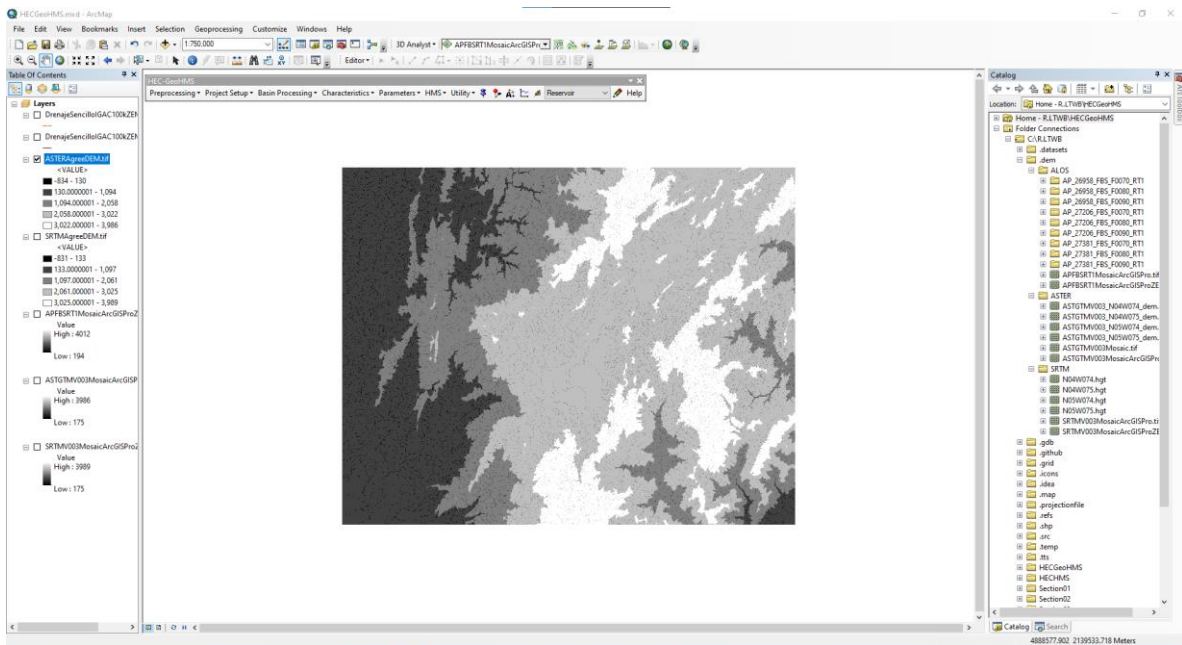 HECGeoHMS.mxd - ArcMap
File Edit View Bookmarks Insert Selection Geoprocessing Customize Windows Help
1:750.000
3D Analyst
APFBSRT1MosaicArcGISPr
Editor
Table Of Contents
Layers
DrenajeSencilloIGAC100kZEN
DrenajeSencilloIGAC100kZEN
ASTERAgreeDEM.tif
<VALUE>
-834 - 130
130.000001 - 1,094
1,094.000001 - 2,058
2,058.000001 - 3,022
3,022.000001 - 3,986
SRTMAgreeDEM.tif
<VALUE>
-831 - 133
133.000001 - 1,097
1,097.000001 - 2,061
2,061.000001 - 3,025
3,025.000001 - 3,989
APFBSRT1MosaicArcGISProZ
Value
High : 4012
Low : 194
ASTGTMV003MosaicArcGISP
Value
High : 3986
Low : 175
SRTMV003MosaicArcGISProZ
Value
High : 3989
Low : 175
HEC-GeoHMS
Preprocessing Project Setup Basin Processing Characteristics Parameters HMS Utility Reservoir Help
Catalog
Location: Home - R.LTWB\HECGeoHMS
Home - R.LTWB\HECGeoHMS
Folder Connections
C:\R.LTWB
.datasets
.dem
ALOS
AP_26958_FBS_F0070_RT1
AP_26958_FBS_F0080_RT1
AP_26958_FBS_F0090_RT1
AP_27206_FBS_F0070_RT1
AP_27206_FBS_F0080_RT1
AP_27206_FBS_F0090_RT1
AP_27381_FBS_F0070_RT1
AP_27381_FBS_F0080_RT1
AP_27381_FBS_F0090_RT1
APFBSRT1MosaicArcGISPro.tif
APFBSRT1MosaicArcGISProZE
ASTER
ASTGTMV003_N04W074_dem.
ASTGTMV003_N04W075_dem.
ASTGTMV003_N05W074_dem.
ASTGTMV003_N05W075_dem.
ASTGTMV003Mosaic.tif
ASTGTMV003MosaicArcGISPro
SRTM
N04W074.hgt
N04W075.hgt
N05W074.hgt
N05W075.hgt
SRTMV003MosaicArcGISPro.ti
SRTMV003MosaicArcGISProZE
.gdb
.github
.grid
.icons
.idea
.map
.projectionfile
.refs
.shp
.src
.temp
.tts
HECGeoHMS
HECHMS
Section01
Section02
Catalog Search
ArcToolbox
4888577.902 2139533.718 Meters